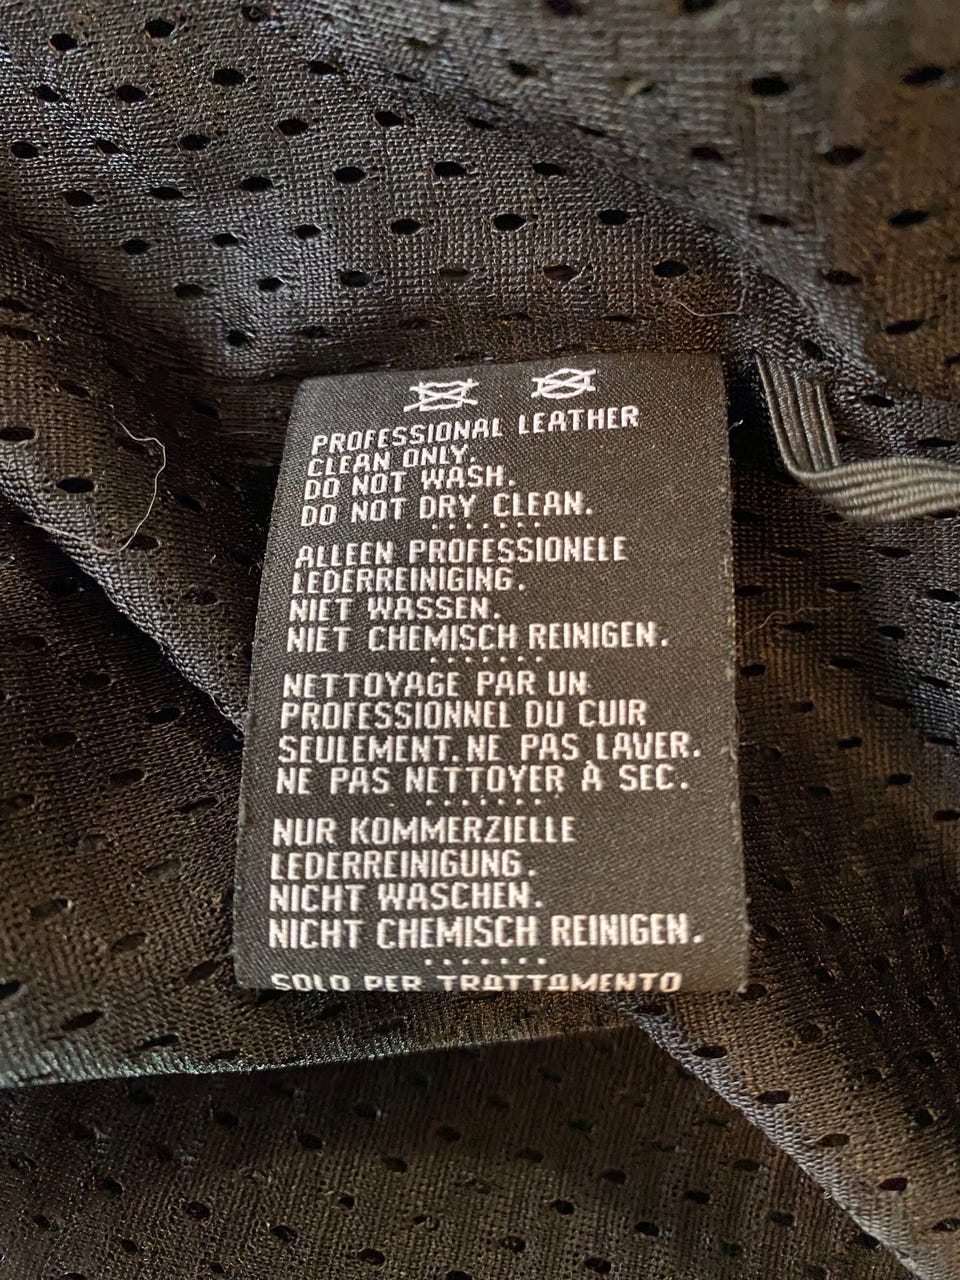 PROFESSIONAL LEATHER
CLEAN ONLY.
DO NOT WASH.
DO NOT DRY CLEAN.
ALLEEN PROFESSIONELE
LEDERREINIGING.
NIET WASSEN.
NIET CHEMISCH REINIGEN.
NETTOYAGE PAR UN
PROFESSIONNEL DU CUIR
SEULEMENT.NE PAS LAVER.
NE PAS NETTOYER À SEC.
NUR KOMMERZIELLE
LEDERREINIGUNG.
NICHT WASCHEN.
NICHT CHEMISCH REINIGEN.
SOLO PER TRATTAMENTO